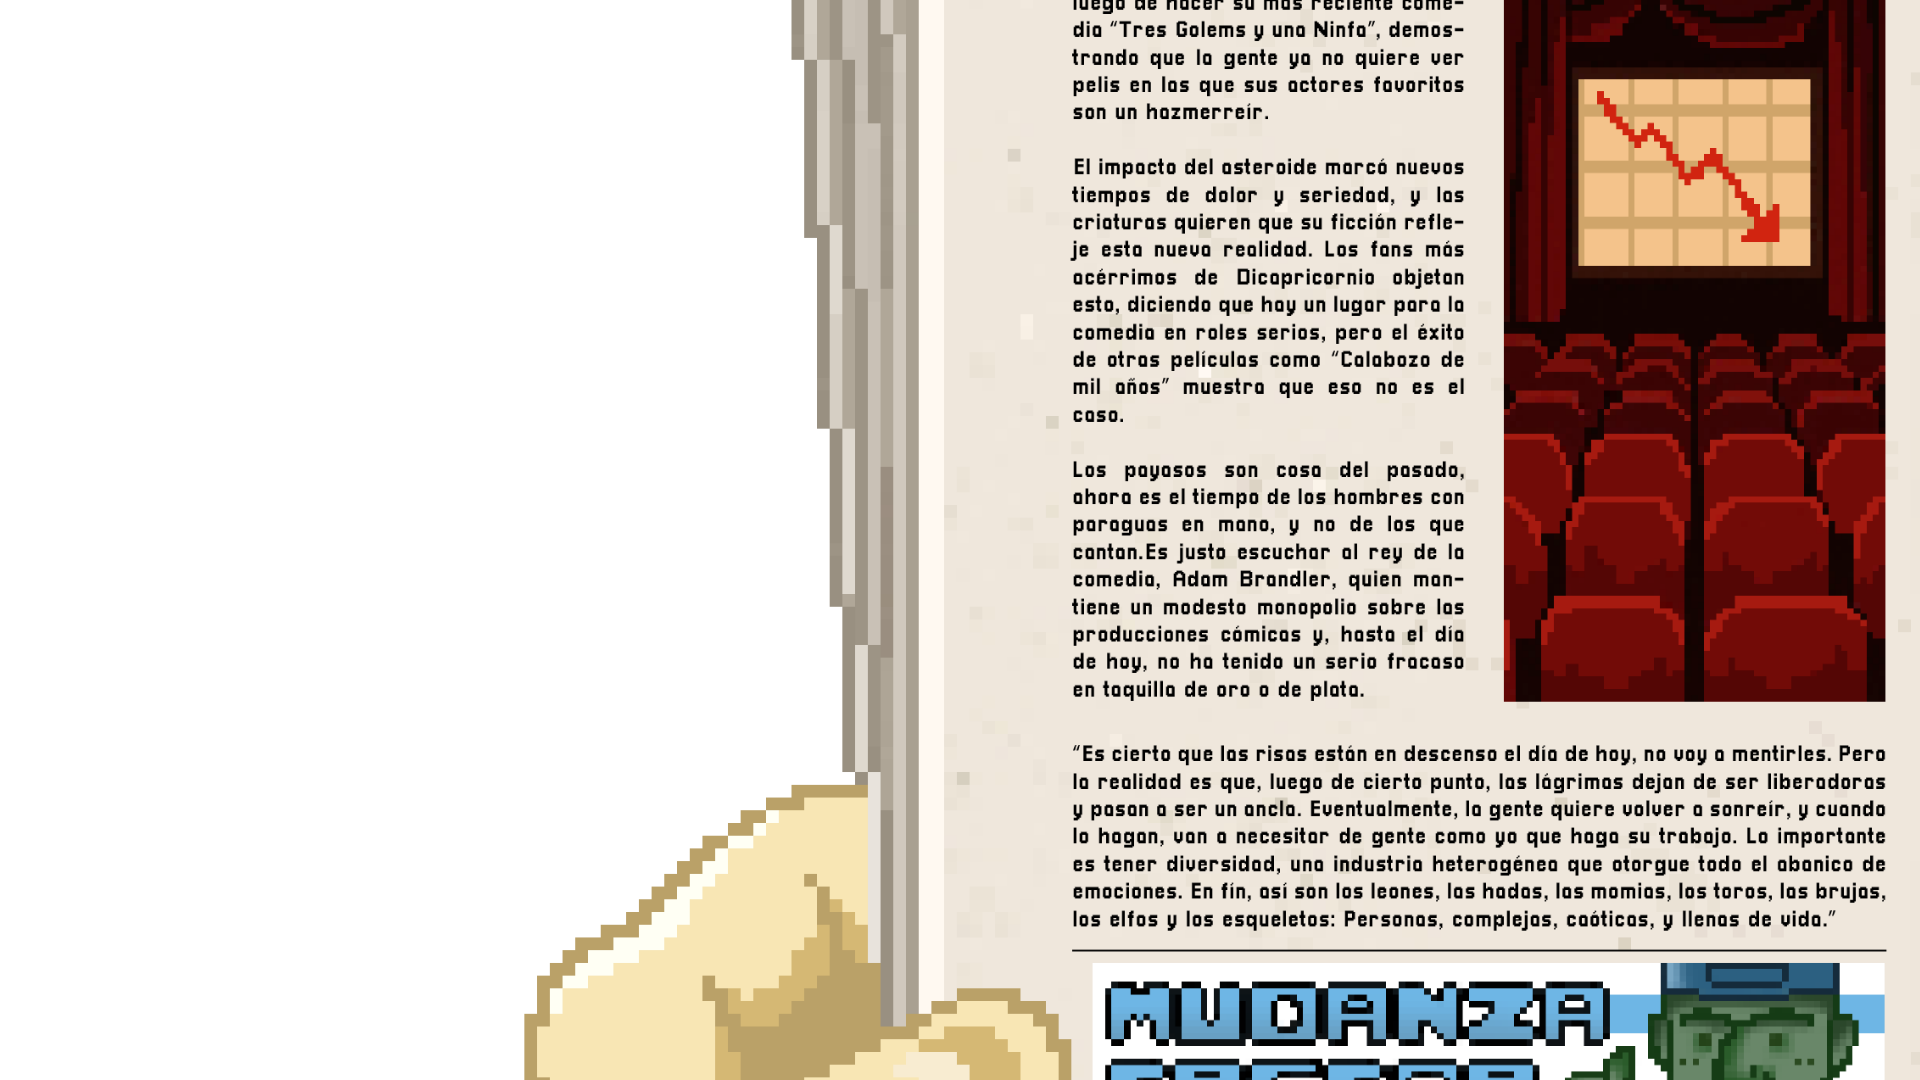 luego de hacer su más reciente come-
dia "Tres Golems y una Ninfa", demos-
trando que la gente ya no quiere ver
pelis en las que sus actores favoritos
son un hazmerreír.
El impacto del asteroide marcó nuevos
tiempos de dolor y seriedad, y las
criaturas quieren que su ficción refle-
je esta nueva realidad. Los fans más
acérrimos de Dicapricornio objetan
esto, diciendo que hay un lugar para la
comedia en roles serios, pero el éxito
de otras películas como "Calabozo de
mil años" muestra que eso no es el
caso.
Los payasos son cosa del pasado,
ahora es el tiempo de los hombres con
paraguas en mano, y no de los que
cantan.Es justo escuchar al rey de la
comedia, Adam Brandler, quien man-
tiene un modesto monopolio sobre las
producciones cómicas y, hasta el día
de hoy, no ha tenido un serio fracaso
en taquilla de oro o de plata.
"Es cierto que las risas están en descenso el día de hoy, no voy a mentirles. Pero
la realidad es que, luego de cierto punto, las lágrimas dejan de ser liberadoras
y pasan a ser un ancla. Eventualmente, la gente quiere volver a sonreír, y cuando
lo hagan, van a necesitar de gente como yo que haga su trabajo. Lo importante
es tener diversidad, una industria heterogénea que otorgue todo el abanico de
emociones. En fín, así son los leones, las hadas, las momias, los toros, las brujas,
los elfos y los esqueletos: Personas, complejas, caóticas, y llenas de vida."
MUDANZA